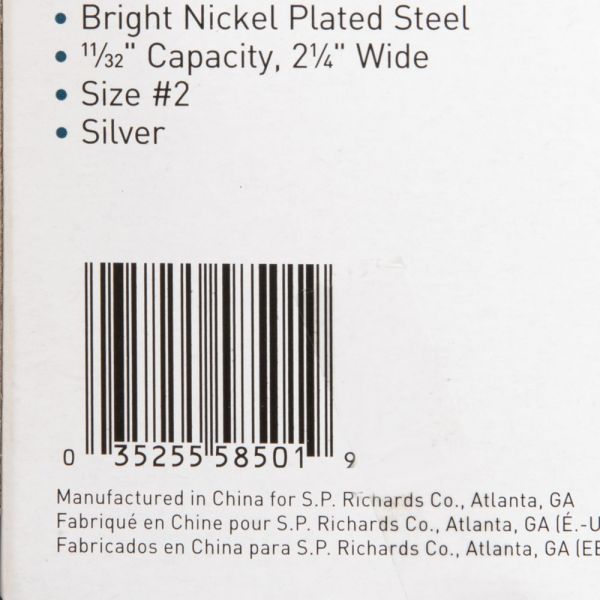 • Bright Nickel Plated Steel
• 11/32" Capacity, 2¼" Wide
• Size #2
• Silver
0 35255 58501 9
Manufactured in China for S.P. Richards Co., Atlanta, GA
Fabriqué en Chine pour S.P. Richards Co., Atlanta, GA (É.-U
Fabricados en China para S.P. Richards Co., Atlanta, GA (EE